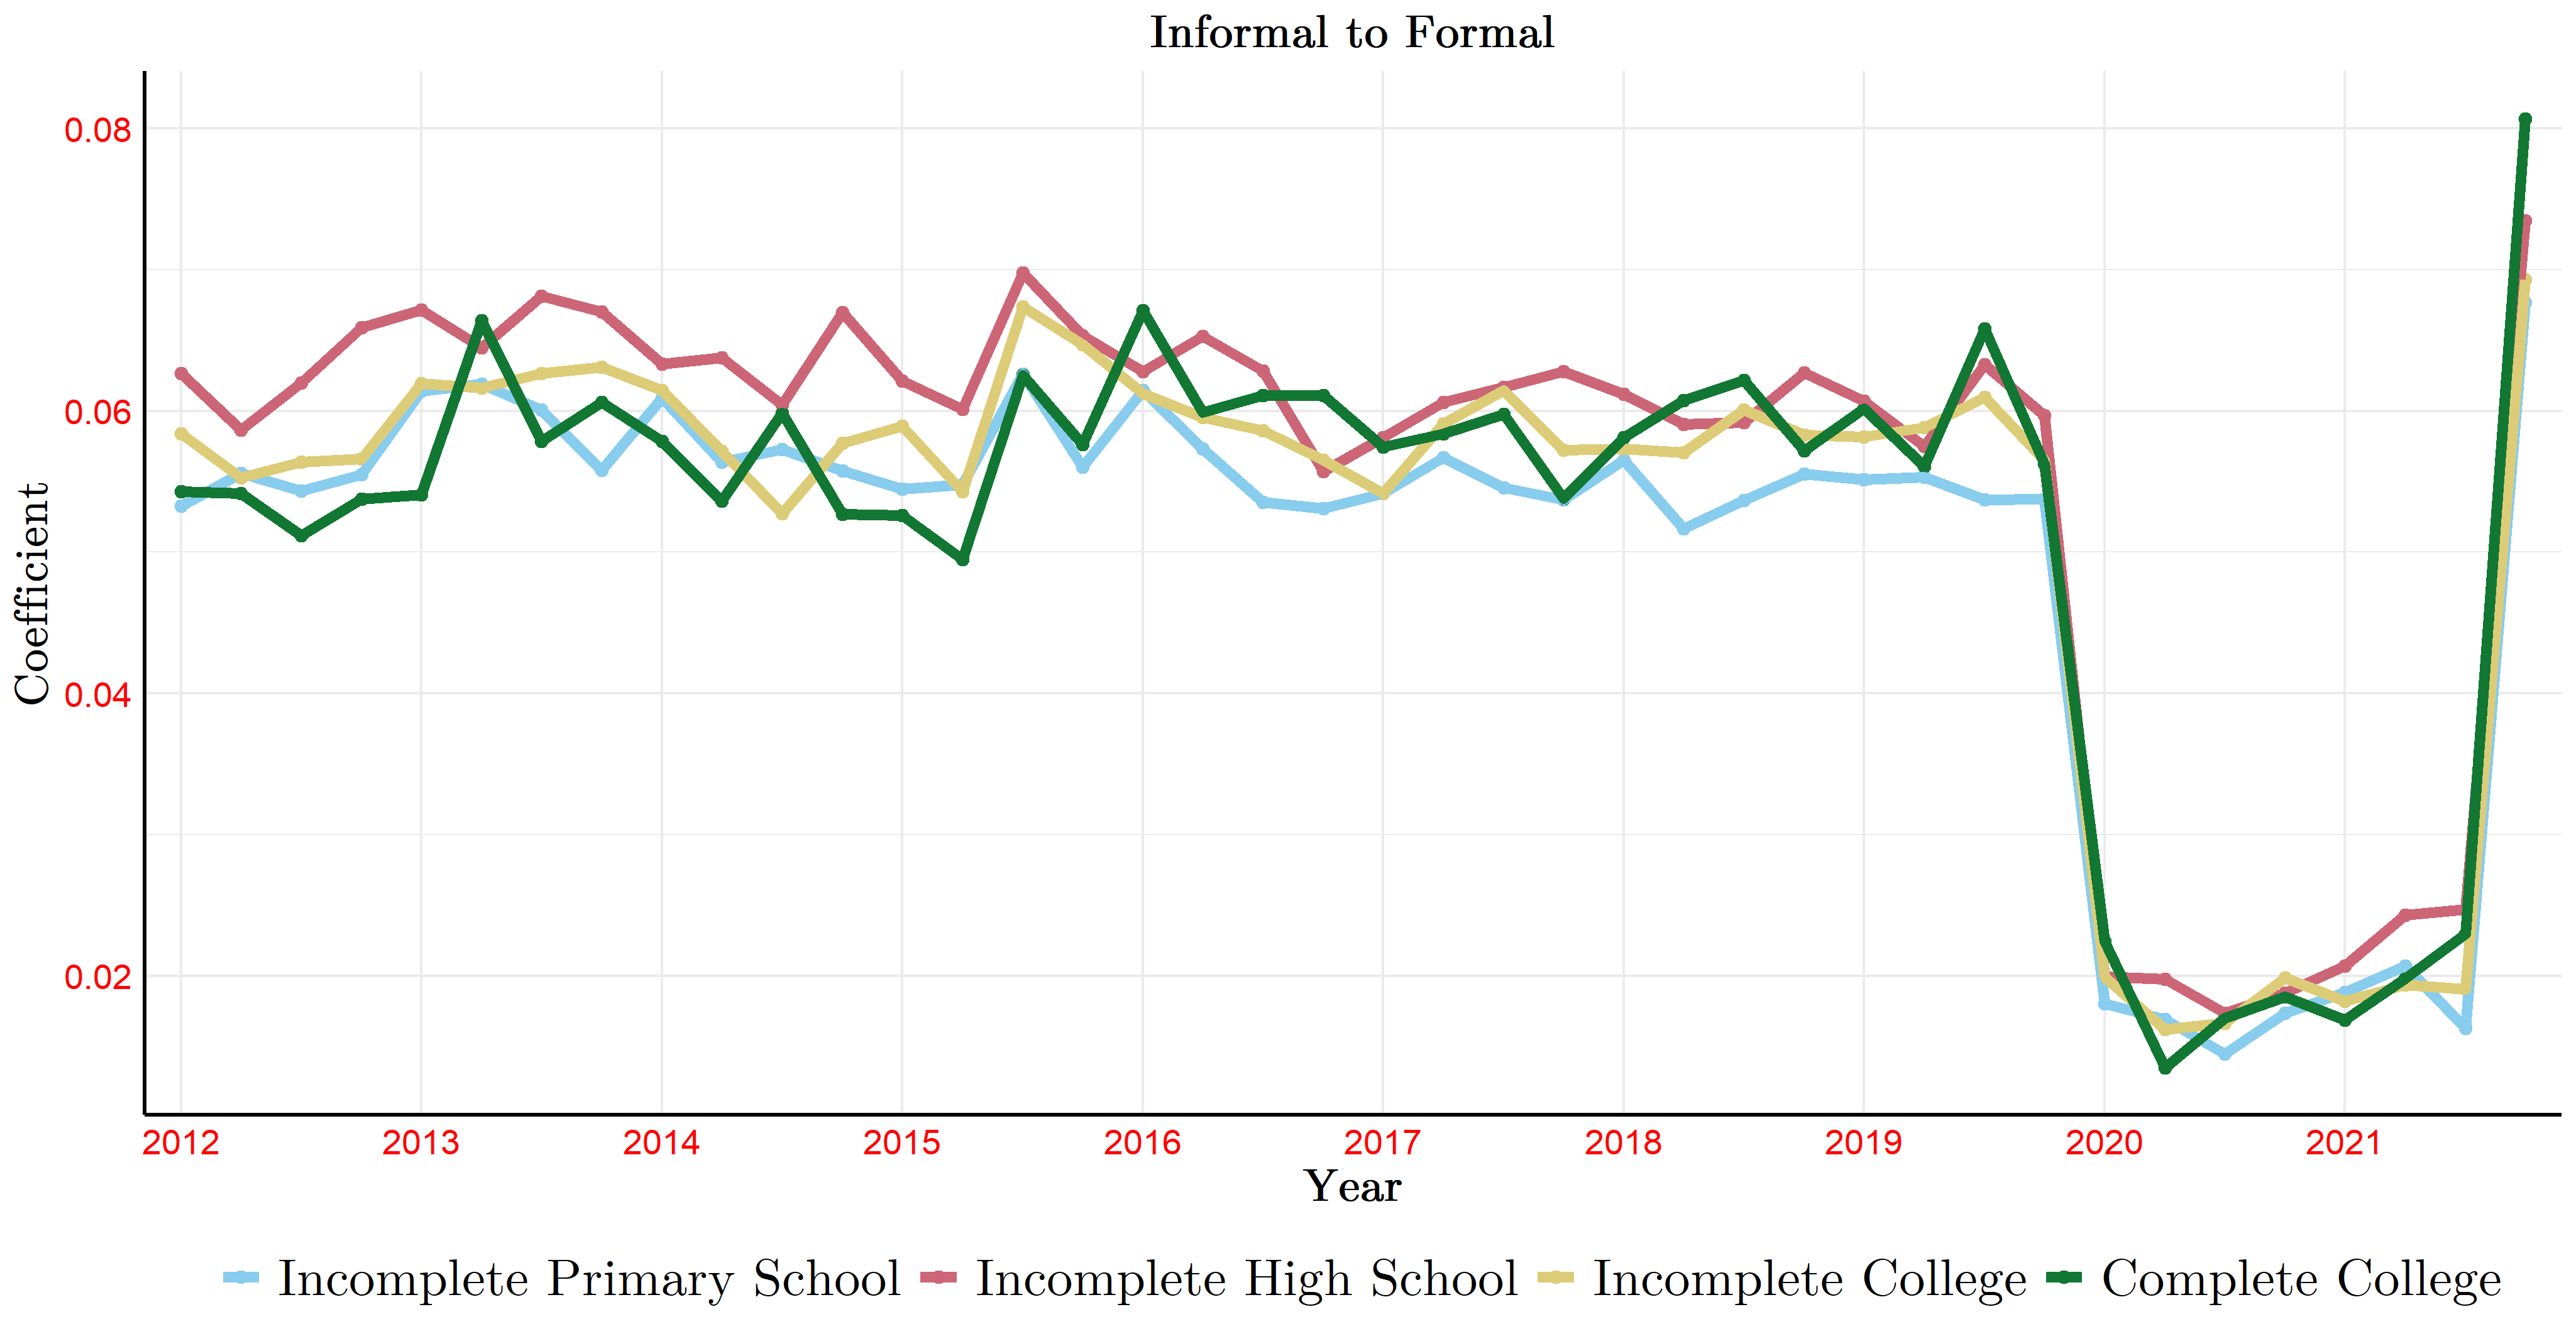 Informal to Formal
Coefficient
0.08
0.06
0.04
0.02
2012 2013 2014 2015 2016 2017 2018 2019 2020 2021
Year
Incomplete Primary School Incomplete High School Incomplete College Complete College